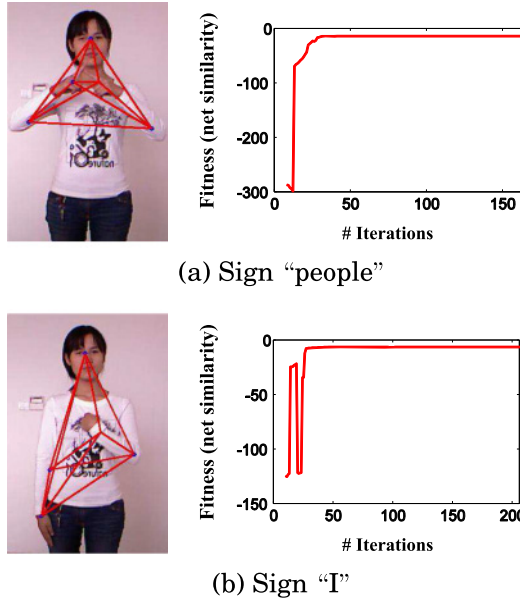 Fitness (net similarity)
0
-100
-200
-300
0
50
100
150
# Iterations
(a) Sign “people”
Fitness (net similarity)
0
-50
-100
-150
0
50
100
150
200
# Iterations
(b) Sign “I”